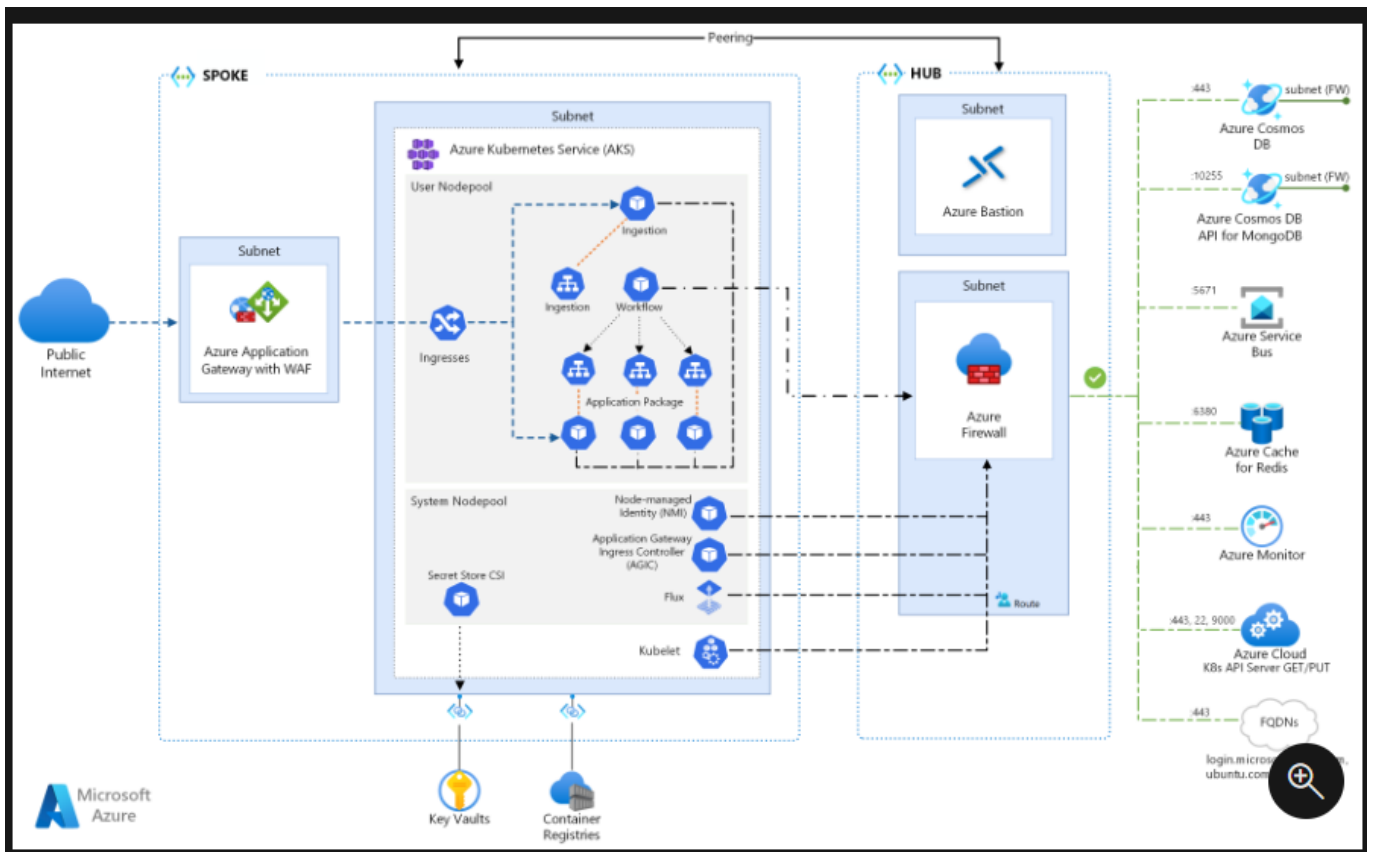 Peering
SPOKE
HUB
Subnet
Azure Kubernetes Service (AKS)
User Nodepool
Ingestion
Ingestion
Workflow
Ingresses
Application Package
System Nodepool
Node-managed
Identity (NMI)
Application Gateway
Ingress Controller
(AGIC)
Secret Store CSI
Flux
Kubelet
Subnet
Azure Application
Gateway with WAF
Public
Internet
Subnet
Azure Bastion
Subnet
Azure
Firewall
Route
:443
subnet (FW)
Azure Cosmos
DB
:10255
subnet (FW)
Azure Cosmos DB
API for MongoDB
:5671
Azure Service
Bus
:6380
Azure Cache
for Redis
:443
Azure Monitor
:443, 22, 9000
Azure Cloud
K8s API Server GET/PUT
:443
FQDNs
Key Vaults
Container
Registries
Microsoft
Azure